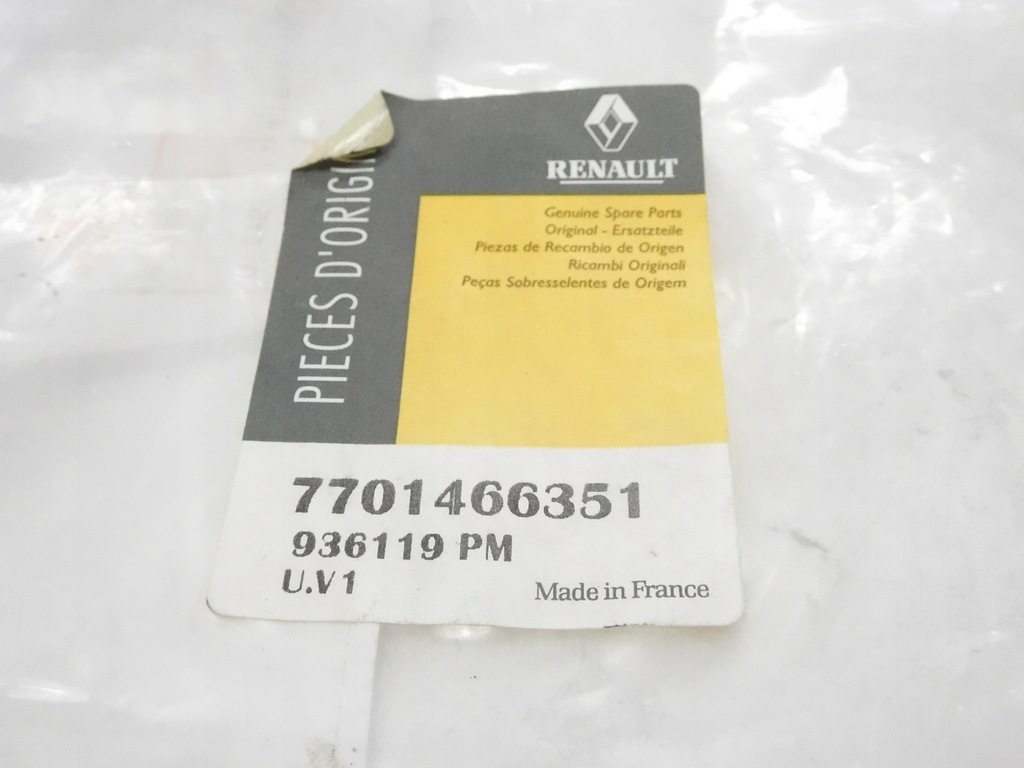 RENAULT
PIECES D'ORIGI
Genuine Spare Parts
Original - Ersatzteile
Piezas de Recambio de Origen
Ricambi Originali
Peças Sobresselentes de Origem
7701466351
936119 PM
U.V1
Made in France